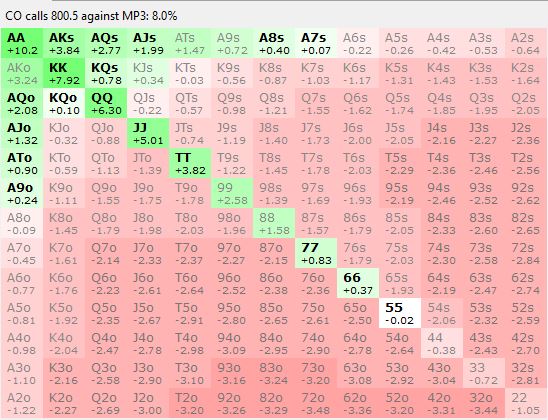 CO calls 800.5 against MP3: 8.0%
AA AKs AQs AJs ATs A9s A8s A7s A6s A5s A4s A3s A2s
+10.2 +3.84 +2.77 +1.99 +1.47 +0.72 +0.40 +0.07 -0.22 -0.26 -0.42 -0.53 -0.64
AKo KK KQs KJs KTs K9s K8s K7s K6s K5s K4s K3s K2s
+3.24 +7.92 +0.78 +0.34 -0.03 -0.56 -0.87 -1.03 -1.17 -1.31 -1.43 -1.53 -1.64
AQo KQo QQ QJs QTs Q9s Q8s Q7s Q6s Q5s Q4s Q3s Q2s
+2.08 +0.10 +6.30 -0.22 -0.57 -0.98 -1.21 -1.55 -1.62 -1.74 -1.85 -1.95 -2.05
AJo KJo QJo JJ JTs J9s J8s J7s J6s J5s J4s J3s J2s
+1.32 -0.32 -0.88 +5.01 -0.74 -1.19 -1.40 -1.73 -2.00 -2.05 -2.16 -2.27 -2.36
ATo KTo QTo JTo TT T9s T8s T7s T6s T5s T4s T3s T2s
+0.90 -0.59 -1.13 -1.39 +3.82 -1.22 -1.45 -1.78 -2.03 -2.29 -2.36 -2.46 -2.56
A9o K9o Q9o J9o T9o 99 98s 97s 96s 95s 94s 93s 92s
+0.24 -1.11 -1.55 -1.75 -1.78 +2.58 -1.39 -1.69 -1.93 -2.19 -2.46 -2.52 -2.62
A8o K8o Q8o J8o T8o 98o 88 87s 86s 85s 84s 83s 82s
-0.09 -1.45 -1.79 -1.98 -2.03 -1.96 +1.58 -1.57 -1.79 -2.05 -2.33 -2.60 -2.65
A7o K7o Q7o J7o T7o 97o 87o 77 76s 75s 74s 73s 72s
-0.45 -1.61 -2.14 -2.33 -2.37 -2.27 -2.15 +0.83 -1.79 -2.03 -2.30 -2.58 -2.84
A6o K6o Q6o J6o T6o 96o 86o 76o 66 65s 64s 63s 62s
-0.77 -1.76 -2.23 -2.61 -2.64 -2.52 -2.38 -2.36 +0.37 -1.93 -2.19 -2.47 -2.74
A5o K5o Q5o J5o T5o 95o 85o 75o 65o 55 54s 53s 52s
-0.81 -1.92 -2.35 -2.67 -2.91 -2.80 -2.65 -2.61 -2.50 -0.02 -2.06 -2.32 -2.59
A4o K4o Q4o J4o T4o 94o 84o 74o 64o 54o 44 43s 42s
-0.98 -2.04 -2.47 -2.78 -2.98 -3.09 -2.95 -2.90 -2.78 -2.64 -0.38 -2.43 -2.70
A3o K3o Q3o J3o T3o 93o 83o 73o 63o 53o 43o 33 32s
-1.10 -2.16 -2.58 -2.90 -3.10 -3.16 -3.24 -3.20 -3.08 -2.92 -3.04 -0.72 -2.81
A2o K2o Q2o J2o T2o 92o 82o 72o 62o 52o 42o 32o 22
-1.22 -2.27 -2.69 -3.00 -3.20 -3.26 -3.29 -3.48 -3.36 -3.20 -3.31 -3.44 -1.05